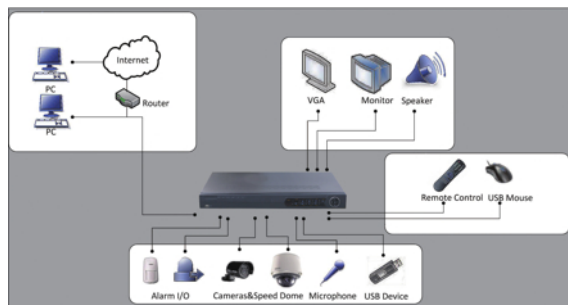 Internet
PC
Router
PC
VGA
Monitor
Speaker
Remote Control
USB Mouse
Alarm I/O
Cameras&Speed Dome
Microphone
USB Device